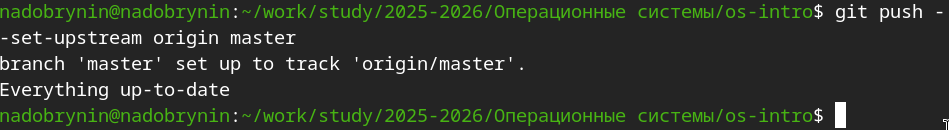 nadobrynin@nadobrynin:~/work/study/2025-2026/Операционные системы/os-intro$ git push -
-set-upstream origin master
branch 'master' set up to track 'origin/master'.
Everything up-to-date
nadobrynin@nadobrynin:~/work/study/2025-2026/Операционные системы/os-intro$